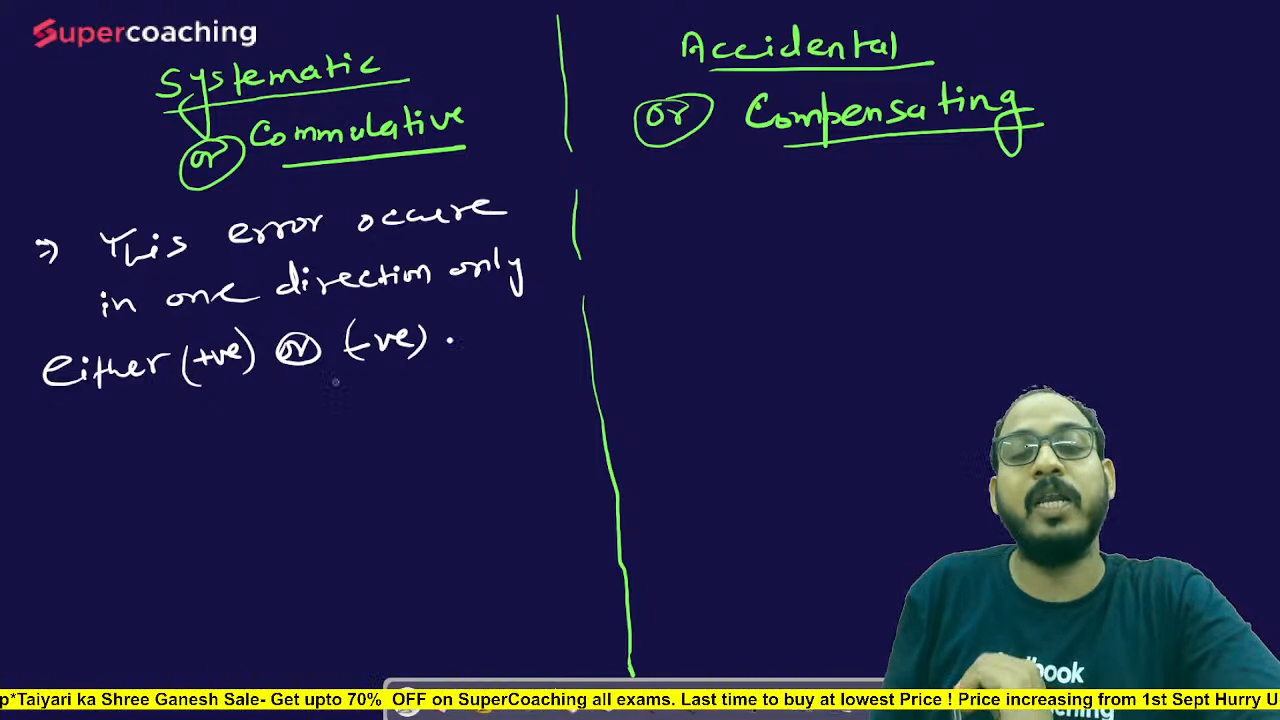 Supercoaching
Systematic
or Commulative
⇒ This error occure
in one direction only
either (+ve) or (-ve).
Accidental
or Compensating
book
coaching
p*Taiyari ka Shree Ganesh Sale- Get upto 70% OFF on SuperCoaching all exams. Last time to buy at lowest Price ! Price increasing from 1st Sept Hurry U